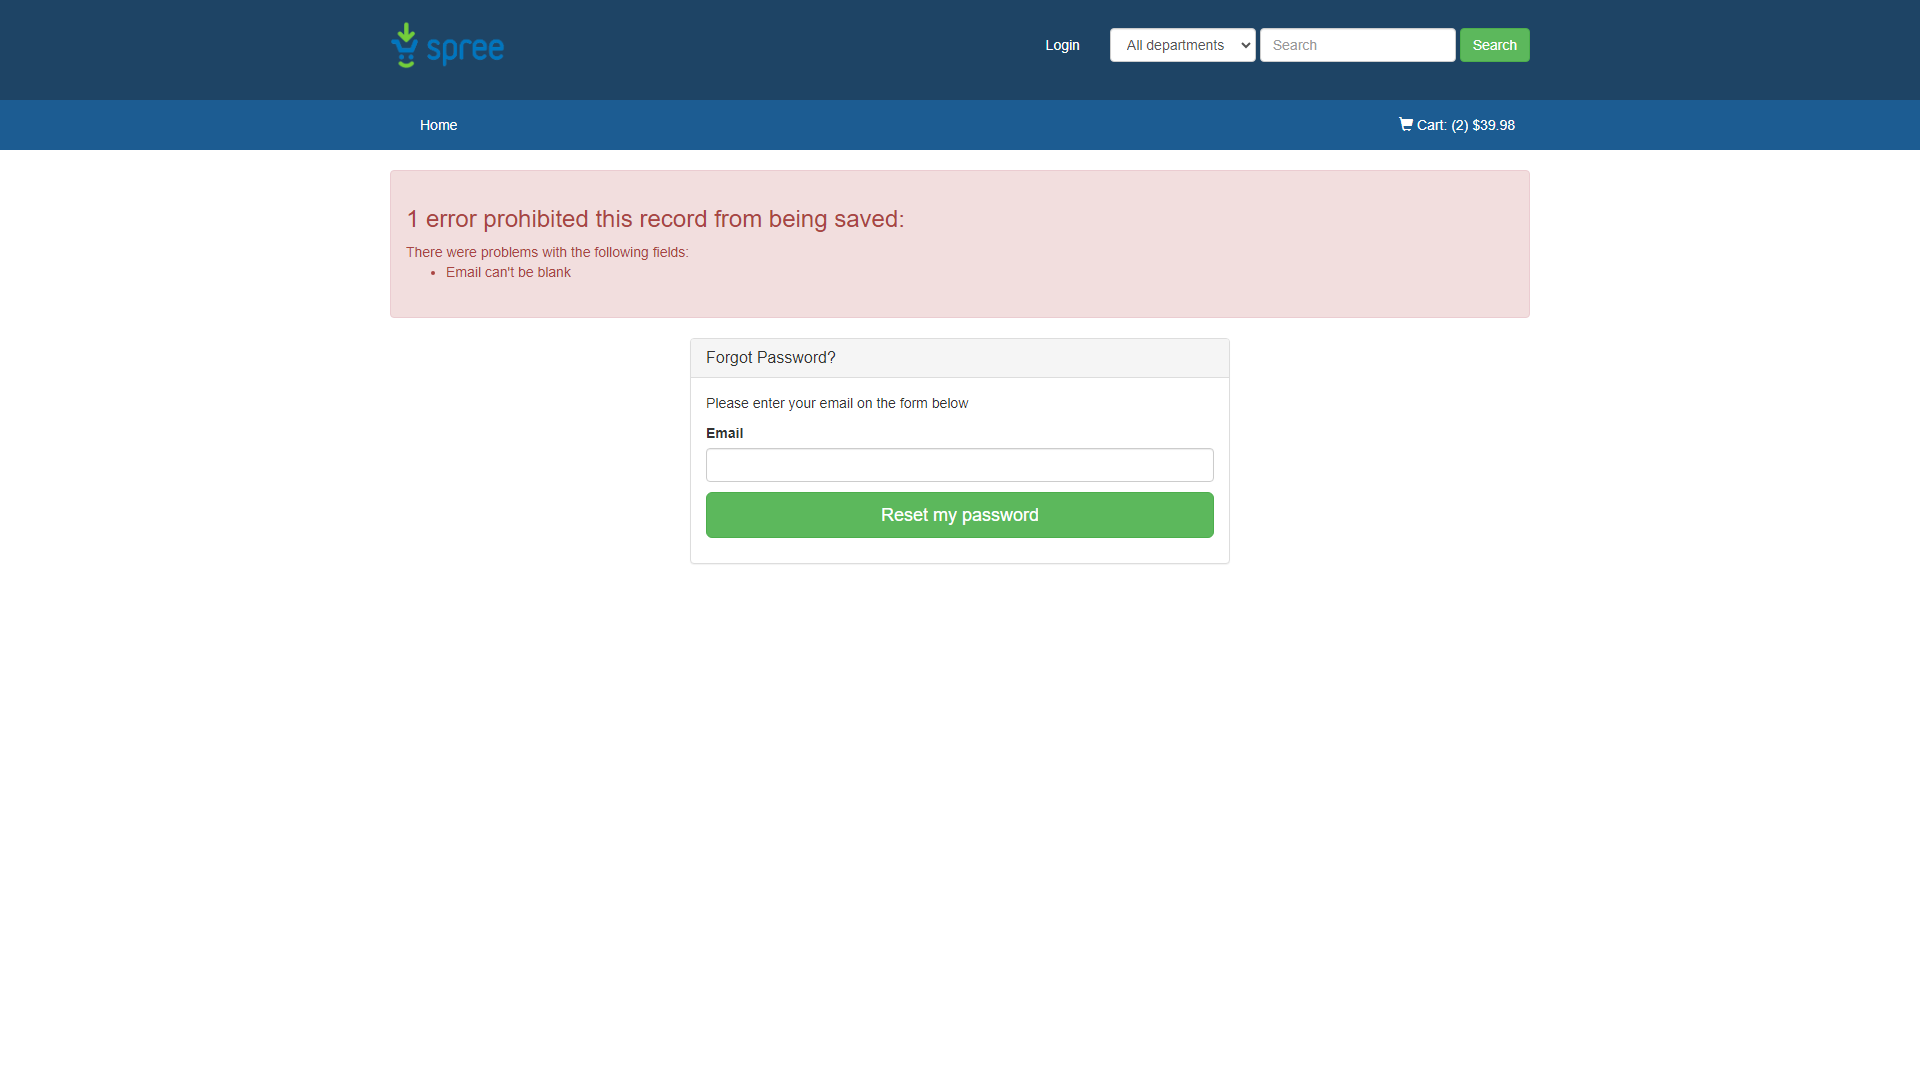 spree
Login
All departments
Search
Search
Home
Cart: (2) $39.98
1 error prohibited this record from being saved:
There were problems with the following fields:
• Email can't be blank
Forgot Password?
Please enter your email on the form below
Email
Reset my password